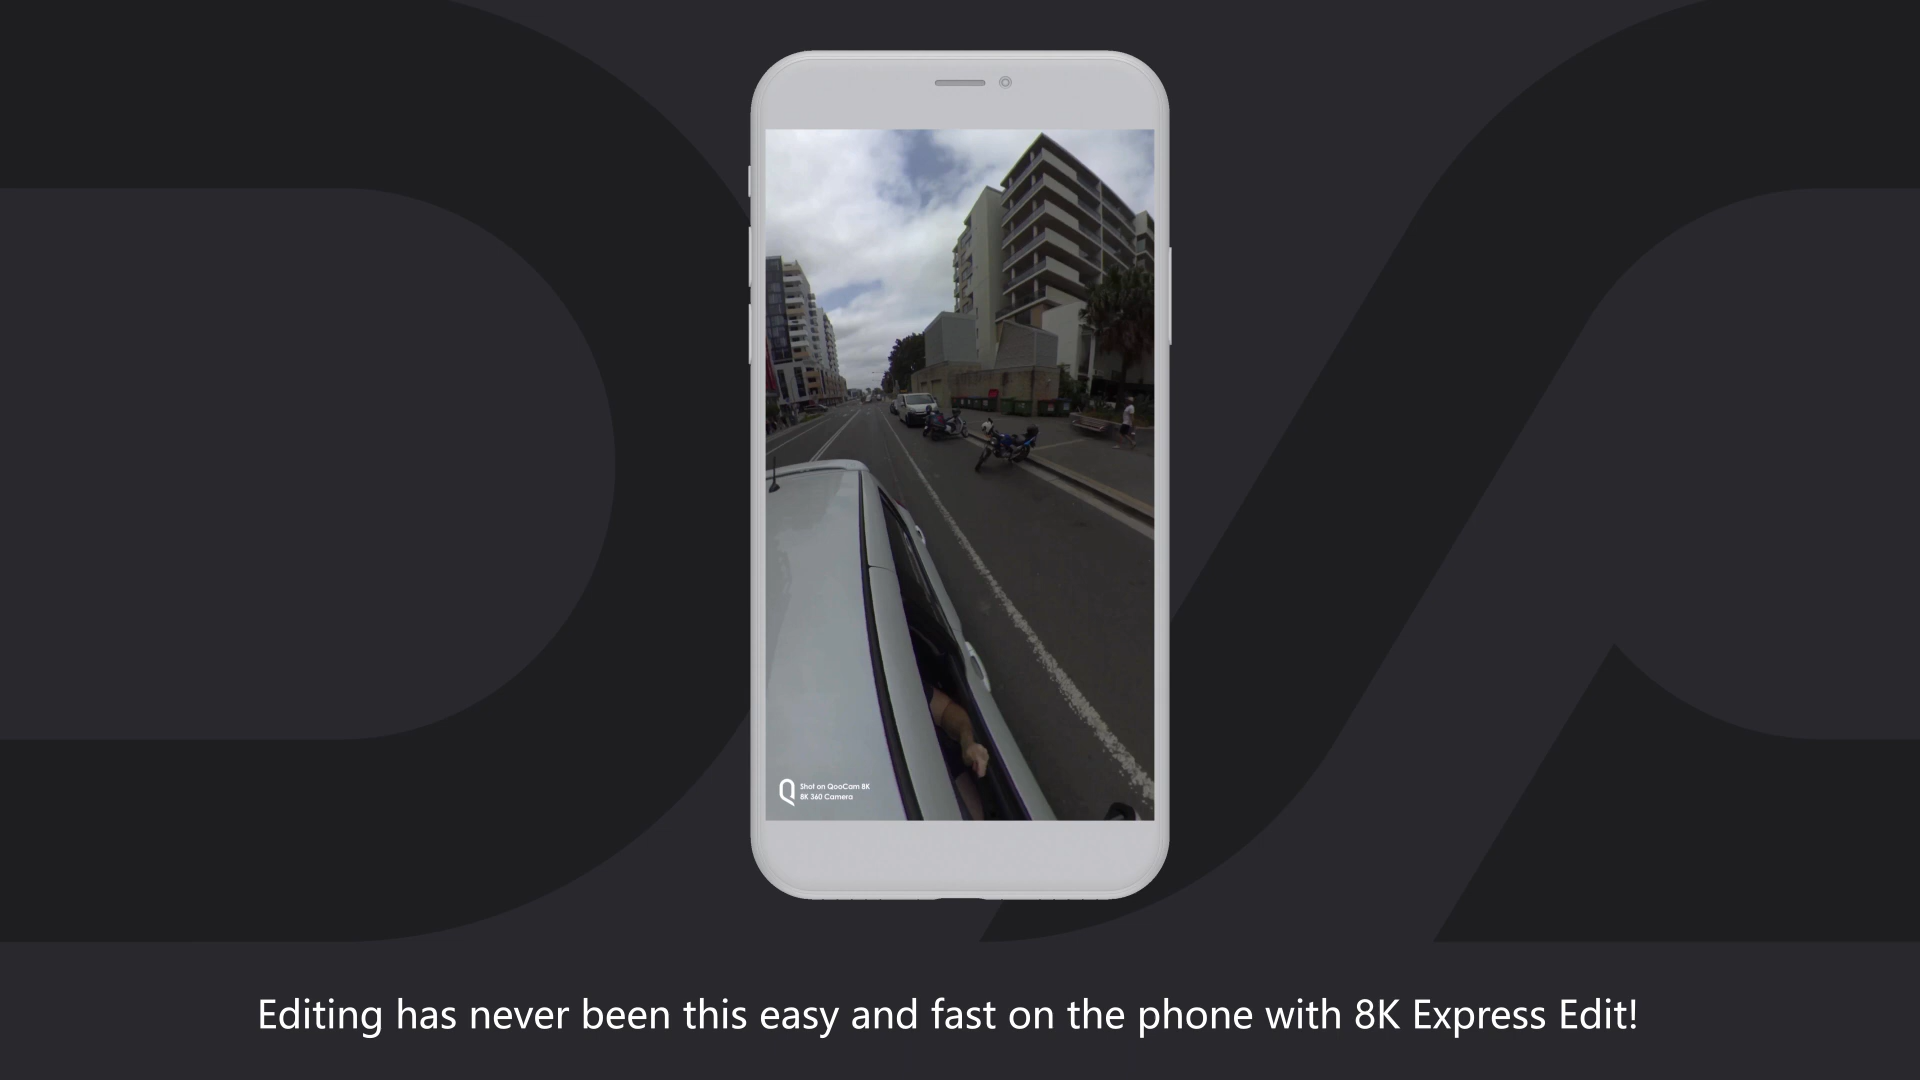 Shot on QooCam 8K
8K 360 Camera
Editing has never been this easy and fast on the phone with 8K Express Edit!